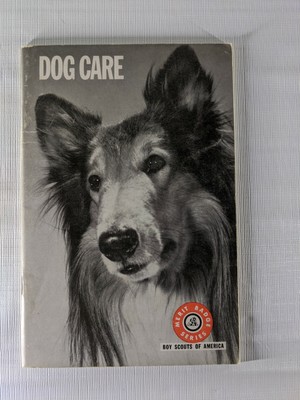 DOG CARE
MERIT BADGE
SERIES
BOY SCOUTS OF AMERICA